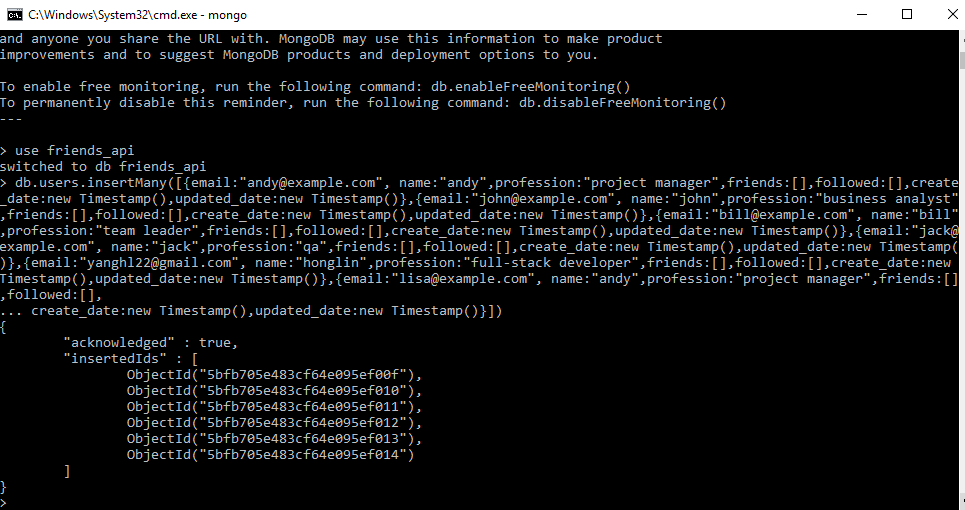 C:\Windows\System32\cmd.exe - mongo
and anyone you share the URL with. MongoDB may use this information to make product
improvements and to suggest MongoDB products and deployment options to you.
To enable free monitoring, run the following command: db.enableFreeMonitoring()
To permanently disable this reminder, run the following command: db.disableFreeMonitoring()
---
> use friends_api
switched to db friends_api
> db.users.insertMany([{email:"andy@example.com", name:"andy",profession:"project manager",friends:[],followed:[],create
_date:new Timestamp(),updated_date:new Timestamp()},{email:"john@example.com", name:"john",profession:"business analyst"
,friends:[],followed:[],create_date:new Timestamp(),updated_date:new Timestamp()},{email:"bill@example.com", name:"bill"
,profession:"team leader",friends:[],followed:[],create_date:new Timestamp(),updated_date:new Timestamp()},{email:"jack@
example.com", name:"jack",profession:"qa",friends:[],followed:[],create_date:new Timestamp(),updated_date:new Timestamp(
)},{email:"yanghl22@gmail.com", name:"honglin",profession:"full-stack developer",friends:[],followed:[],create_date:new
Timestamp(),updated_date:new Timestamp()},{email:"lisa@example.com", name:"andy",profession:"project manager",friends:[]
,followed:[],
... create_date:new Timestamp(),updated_date:new Timestamp()}])
{
"acknowledged" : true,
"insertedIds" : [
ObjectId("5bfb705e483cf64e095ef00f"),
ObjectId("5bfb705e483cf64e095ef010"),
ObjectId("5bfb705e483cf64e095ef011"),
ObjectId("5bfb705e483cf64e095ef012"),
ObjectId("5bfb705e483cf64e095ef013"),
ObjectId("5bfb705e483cf64e095ef014")
]
}
>